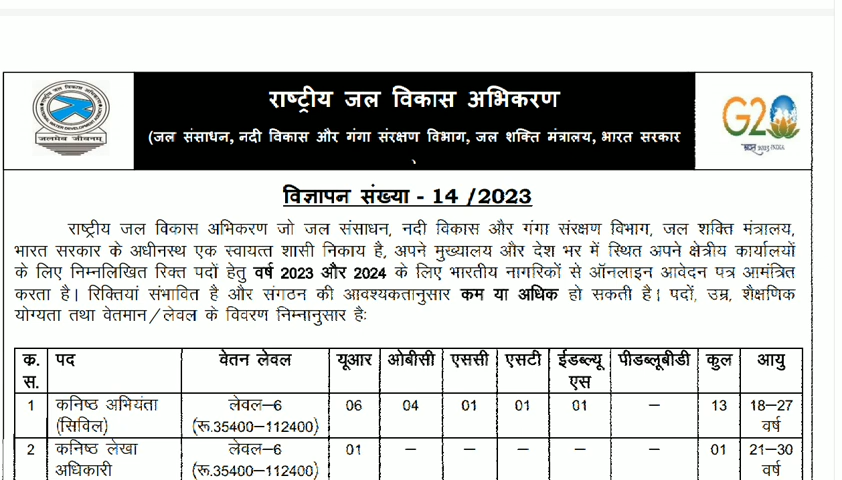 राष्ट्रीय जल विकास अभिकरण
(जल संसाधन, नदी विकास और गंगा संरक्षण विभाग, जल शक्ति मंत्रालय, भारत सरकार
)
जलमेव जीवनम्
G20
भारत 2023 INDIA
विज्ञापन संख्या - 14 /2023
राष्ट्रीय जल विकास अभिकरण जो जल संसाधन, नदी विकास और गंगा संरक्षण विभाग, जल शक्ति मंत्रालय,
भारत सरकार के अधीनस्थ एक स्वायत्त शासी निकाय है, अपने मुख्यालय और देश भर में स्थित अपने क्षेत्रीय कार्यालयों
के लिए निम्नलिखित रिक्त पदों हेतु वर्ष 2023 और 2024 के लिए भारतीय नागरिकों से ऑनलाइन आवेदन पत्र आमंत्रित
करता है। रिक्तियां संभावित है और संगठन की आवश्यकतानुसार कम या अधिक हो सकती है। पदों, उम्र, शैक्षणिक
योग्यता तथा वेतमान/लेवल के विवरण निम्नानुसार हैः
क. स. पद वेतन लेवल यूआर ओबीसी एससी एसटी ईडब्ल्यू एस पीडब्लूबीडी कुल आयु
1 कनिष्ठ अभियंता (सिविल) लेवल–6 (रू.35400–112400) 06 04 01 01 01 – 13 18–27 वर्ष
2 कनिष्ठ लेखा अधिकारी लेवल–6 (रू.35400–112400) 01 – – – – – 01 21–30 वर्ष